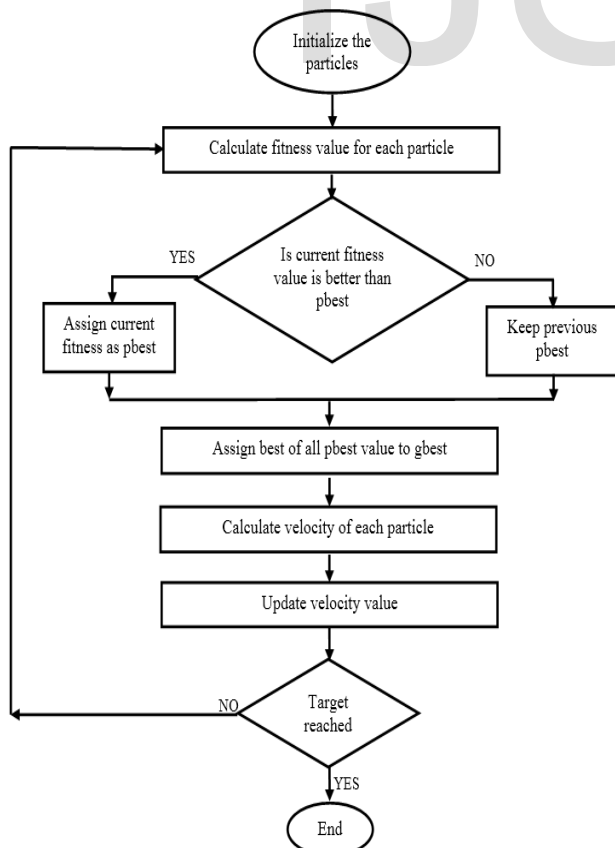 Initialize the
particles
Calculate fitness value for each particle
Is current fitness
value is better than
pbest
YES
NO
Assign current
fitness as pbest
Keep previous
pbest
Assign best of all pbest value to gbest
Calculate velocity of each particle
Update velocity value
Target
reached
NO
YES
End